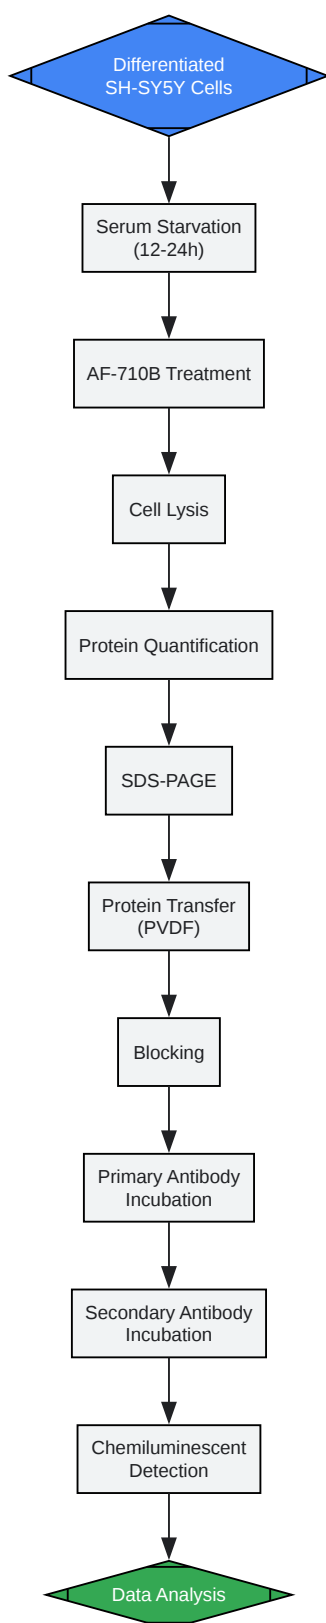 Differentiated
SH-SY5Y Cells
Serum Starvation
(12-24h)
AF-710B Treatment
Cell Lysis
Protein Quantification
SDS-PAGE
Protein Transfer
(PVDF)
Blocking
Primary Antibody
Incubation
Secondary Antibody
Incubation
Chemiluminescent
Detection
Data Analysis